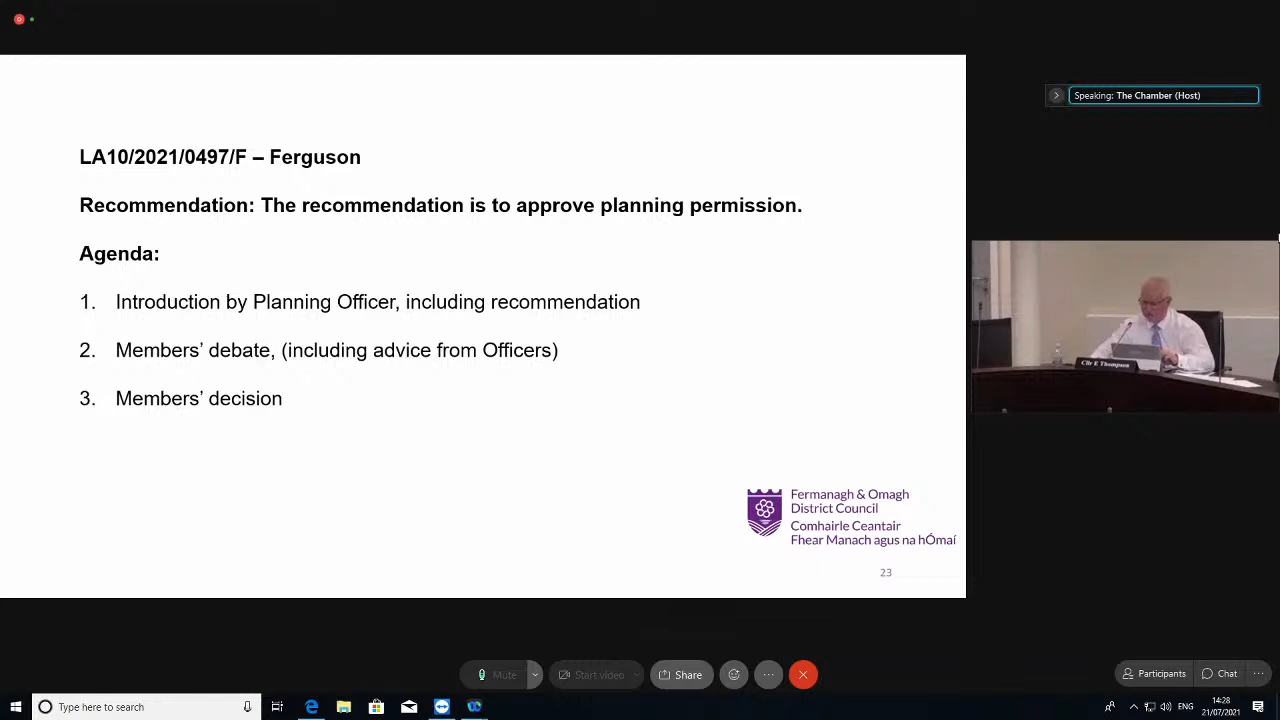 Speaking: The Chamber (Host)
LA10/2021/0497/F – Ferguson
Recommendation: The recommendation is to approve planning permission.
Agenda:
1. Introduction by Planning Officer, including recommendation
2. Members’ debate, (including advice from Officers)
3. Members’ decision
Cllr E Thompson
Fermanagh & Omagh
District Council
Comhairle Ceantair
Fhear Manach agus na hÓmaí
23
Mute
Start video
Share
Participants
Chat
Type here to search
ENG
14:28
21/07/2021